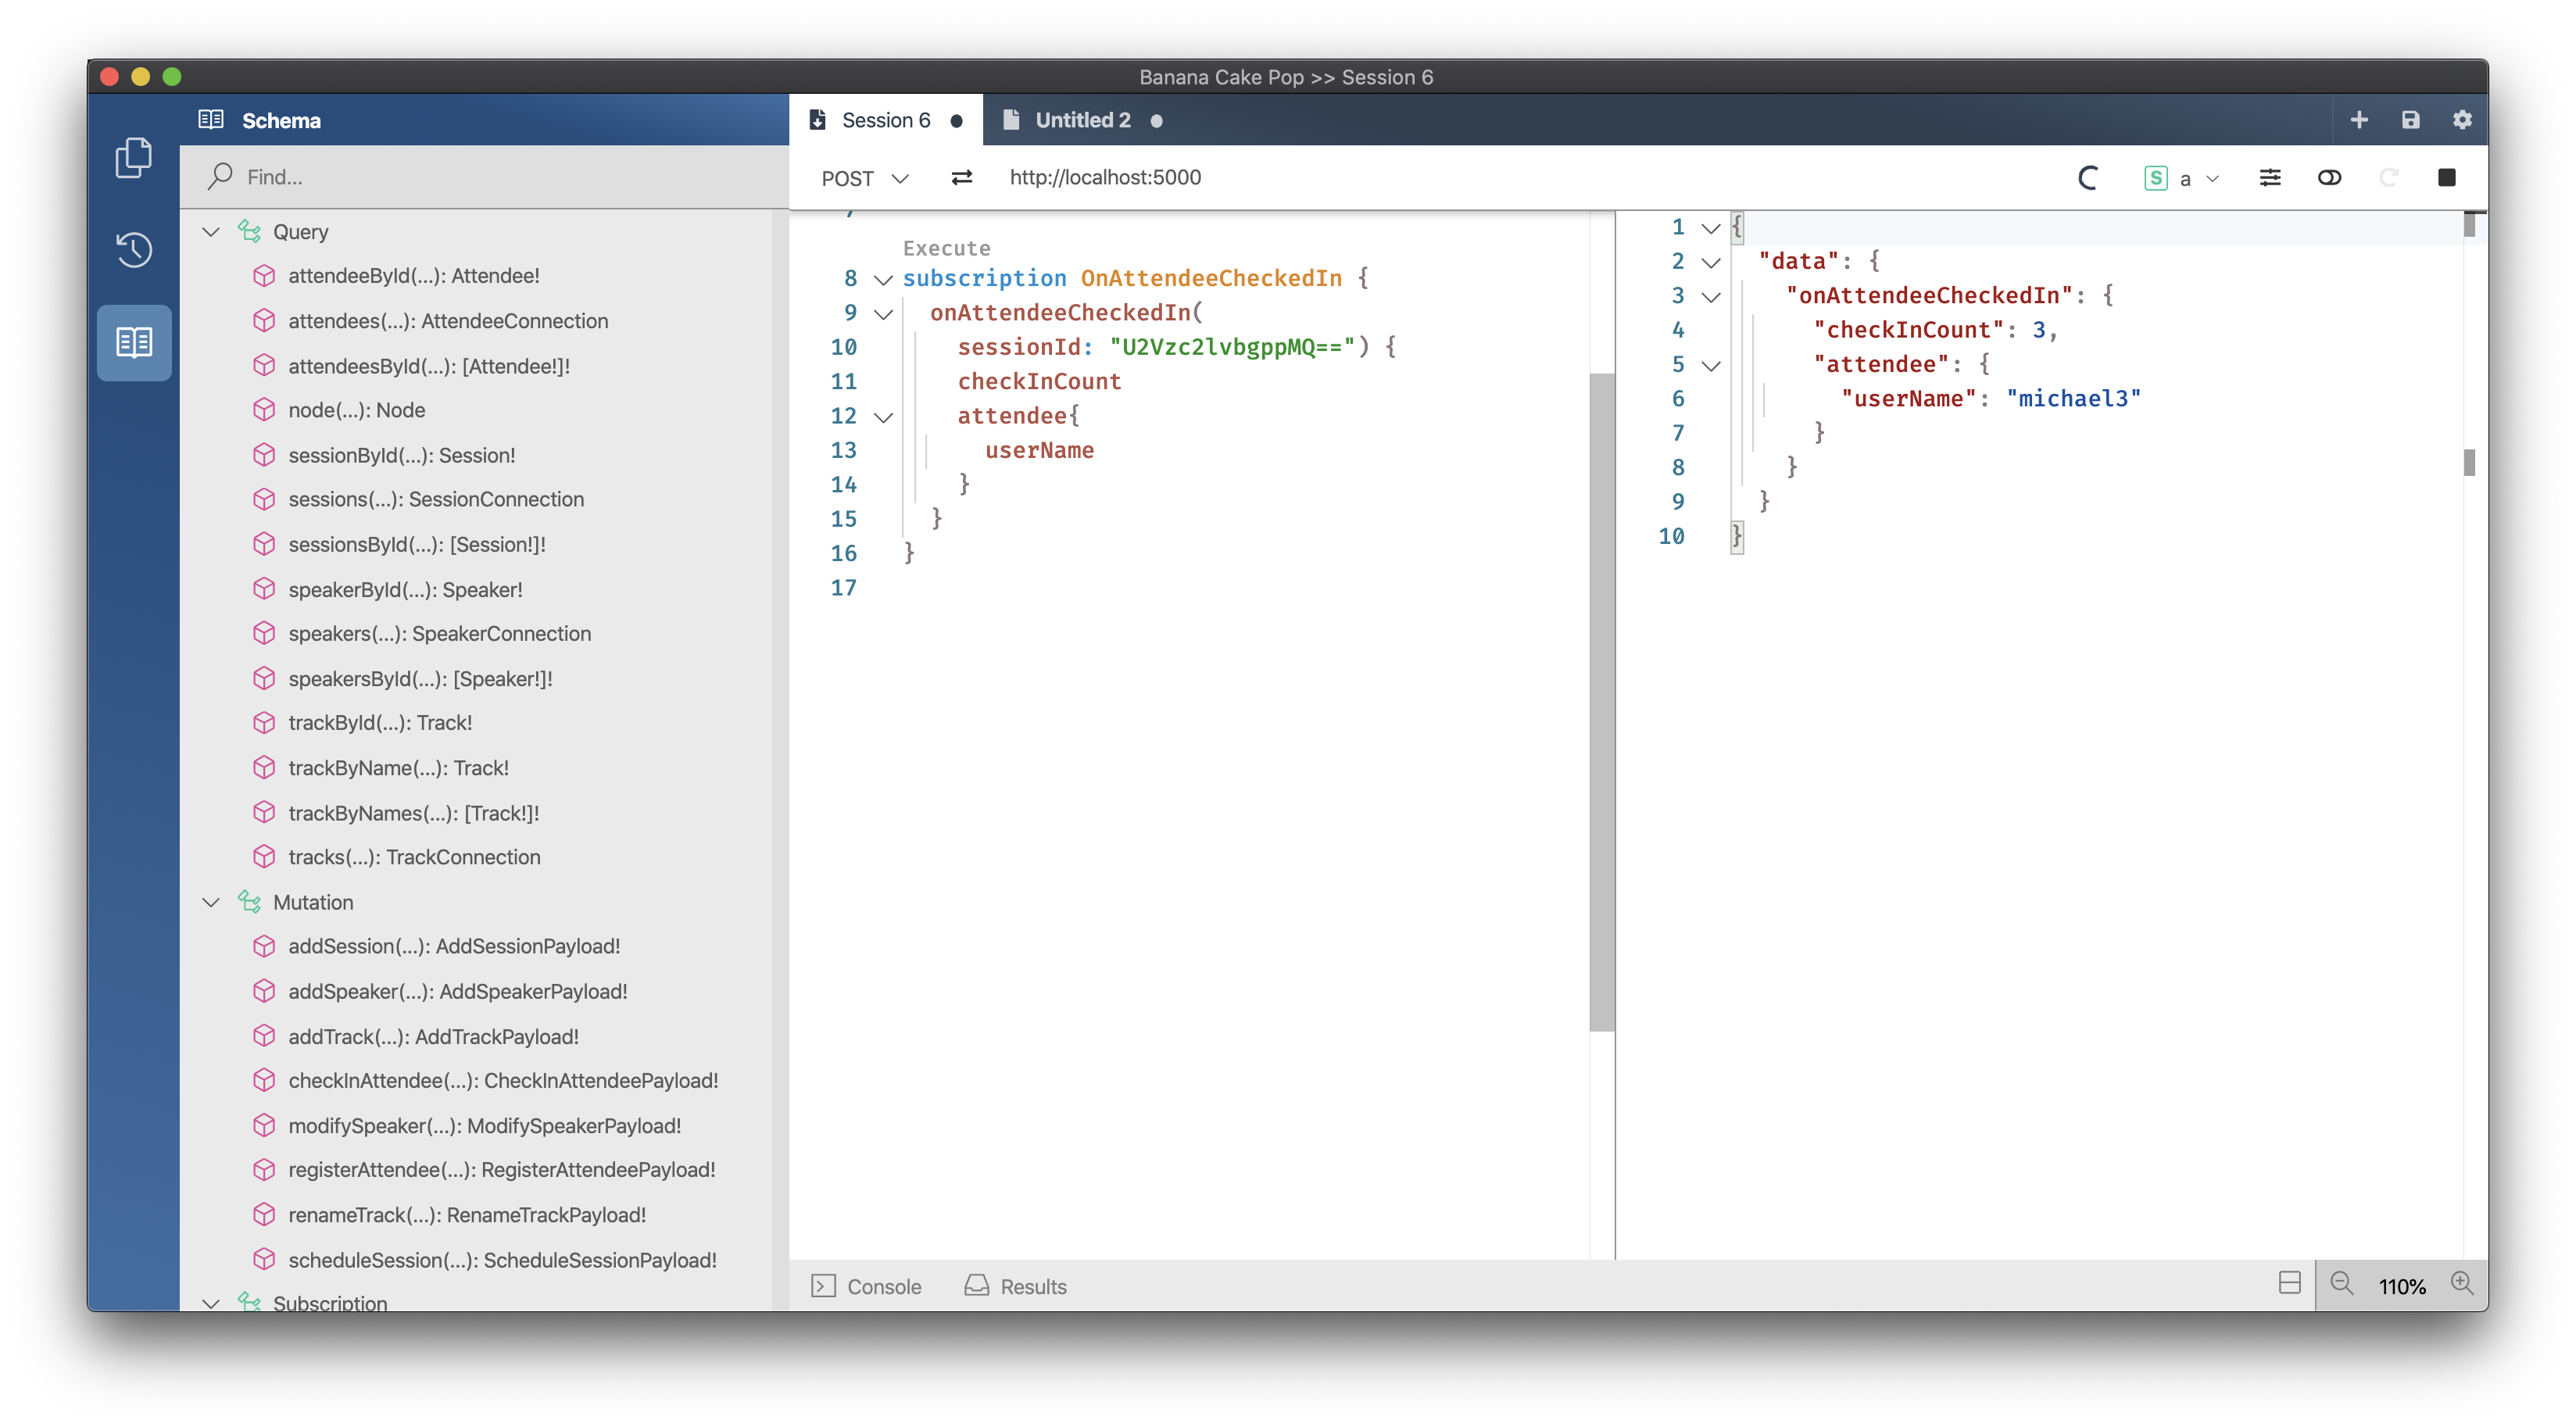 Banana Cake Pop >> Session 6
Schema
Find...
Query
attendeeById(...): Attendee!
attendees(...): AttendeeConnection
attendeesById(...): [Attendee!]!
node(...): Node
sessionById(...): Session!
sessions(...): SessionConnection
sessionsById(...): [Session!]!
speakerById(...): Speaker!
speakers(...): SpeakerConnection
speakersById(...): [Speaker!]!
trackById(...): Track!
trackByName(...): Track!
trackByNames(...): [Track!]!
tracks(...): TrackConnection
Mutation
addSession(...): AddSessionPayload!
addSpeaker(...): AddSpeakerPayload!
addTrack(...): AddTrackPayload!
checkInAttendee(...): CheckInAttendeePayload!
modifySpeaker(...): ModifySpeakerPayload!
registerAttendee(...): RegisterAttendeePayload!
renameTrack(...): RenameTrackPayload!
scheduleSession(...): ScheduleSessionPayload!
Subscription
Session 6
Untitled 2
POST
http://localhost:5000
S a
7
Execute
8 subscription OnAttendeeCheckedIn {
9 onAttendeeCheckedIn(
10 sessionId: "U2Vzc2lvbgppMQ==") {
11 checkInCount
12 attendee{
13 userName
14 }
15 }
16 }
17
1 {
2 "data": {
3 "onAttendeeCheckedIn": {
4 "checkInCount": 3,
5 "attendee": {
6 "userName": "michael3"
7 }
8 }
9 }
10 }
Console
Results
110%